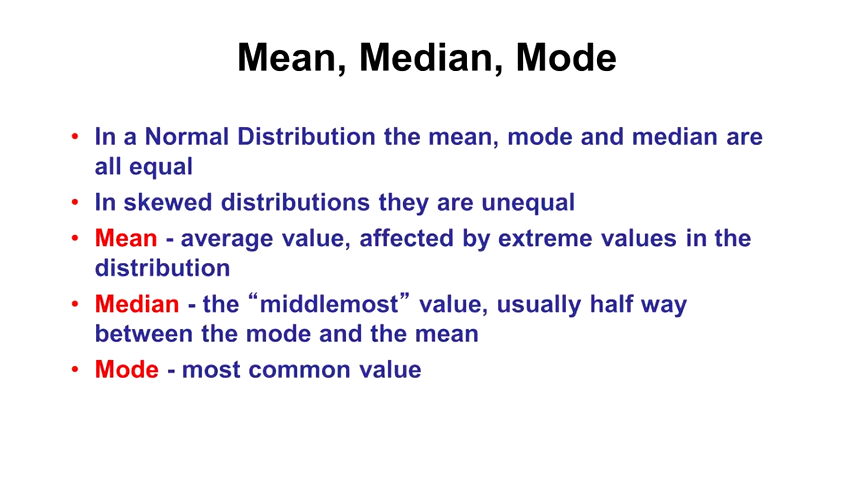 Mean, Median, Mode
• In a Normal Distribution the mean, mode and median are
all equal
• In skewed distributions they are unequal
• Mean - average value, affected by extreme values in the
distribution
• Median - the “middlemost” value, usually half way
between the mode and the mean
• Mode - most common value